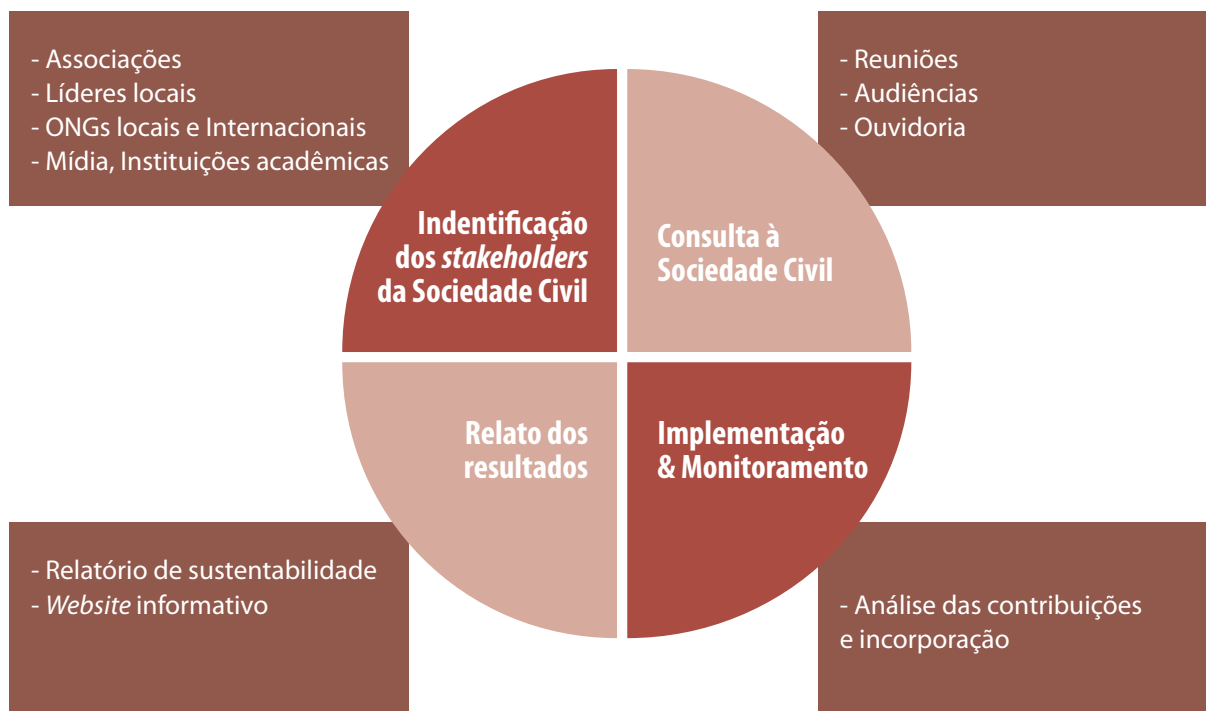 - Associações
- Líderes locais
- ONGs locais e Internacionais
- Mídia, Instituições acadêmicas
- Reuniões
- Audiências
- Ouvidoria
Indentificação
dos stakeholders
da Sociedade Civil
Consulta à
Sociedade Civil
Relato dos
resultados
Implementação
& Monitoramento
- Relatório de sustentabilidade
- Website informativo
- Análise das contribuições
e incorporação